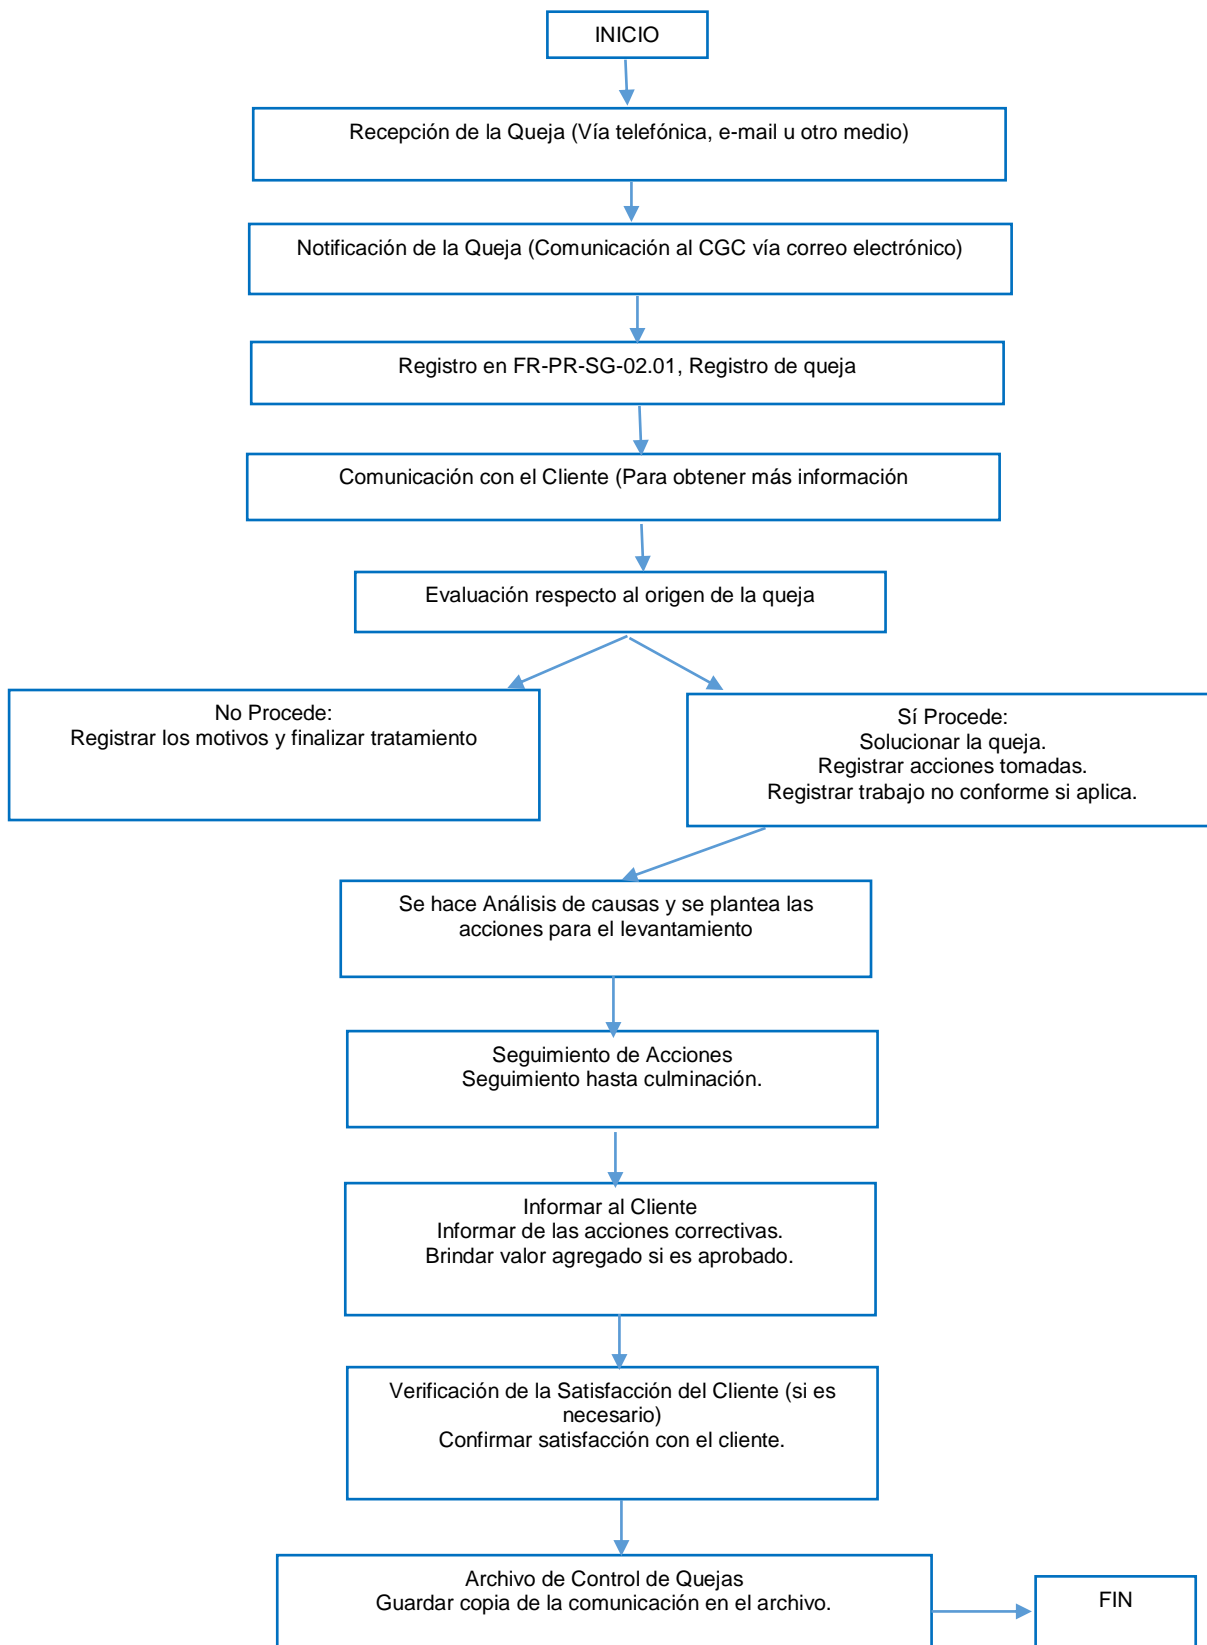 INICIO
Recepción de la Queja (Vía telefónica, e-mail u otro medio)
Notificación de la Queja (Comunicación al CGC vía correo electrónico)
Registro en FR-PR-SG-02.01, Registro de queja
Comunicación con el Cliente (Para obtener más información
Evaluación respecto al origen de la queja
No Procede:
Registrar los motivos y finalizar tratamiento
Sí Procede:
Solucionar la queja.
Registrar acciones tomadas.
Registrar trabajo no conforme si aplica.
Se hace Análisis de causas y se plantea las
acciones para el levantamiento
Seguimiento de Acciones
Seguimiento hasta culminación.
Informar al Cliente
Informar de las acciones correctivas.
Brindar valor agregado si es aprobado.
Verificación de la Satisfacción del Cliente (si es
necesario)
Confirmar satisfacción con el cliente.
Archivo de Control de Quejas
Guardar copia de la comunicación en el archivo.
FIN